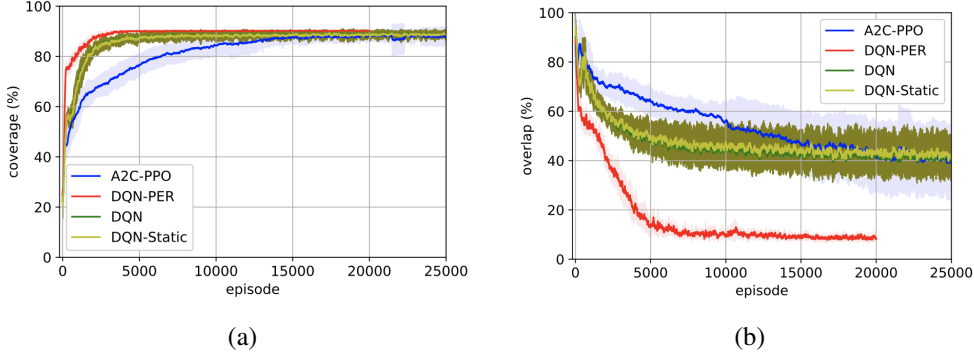 100
80
60
40
20
0
coverage (%)
A2C-PPO
DQN-PER
DQN
DQN-Static
0 5000 10000 15000 20000 25000
episode
(a)
100
80
60
40
20
0
overlap (%)
A2C-PPO
DQN-PER
DQN
DQN-Static
0 5000 10000 15000 20000 25000
episode
(b)